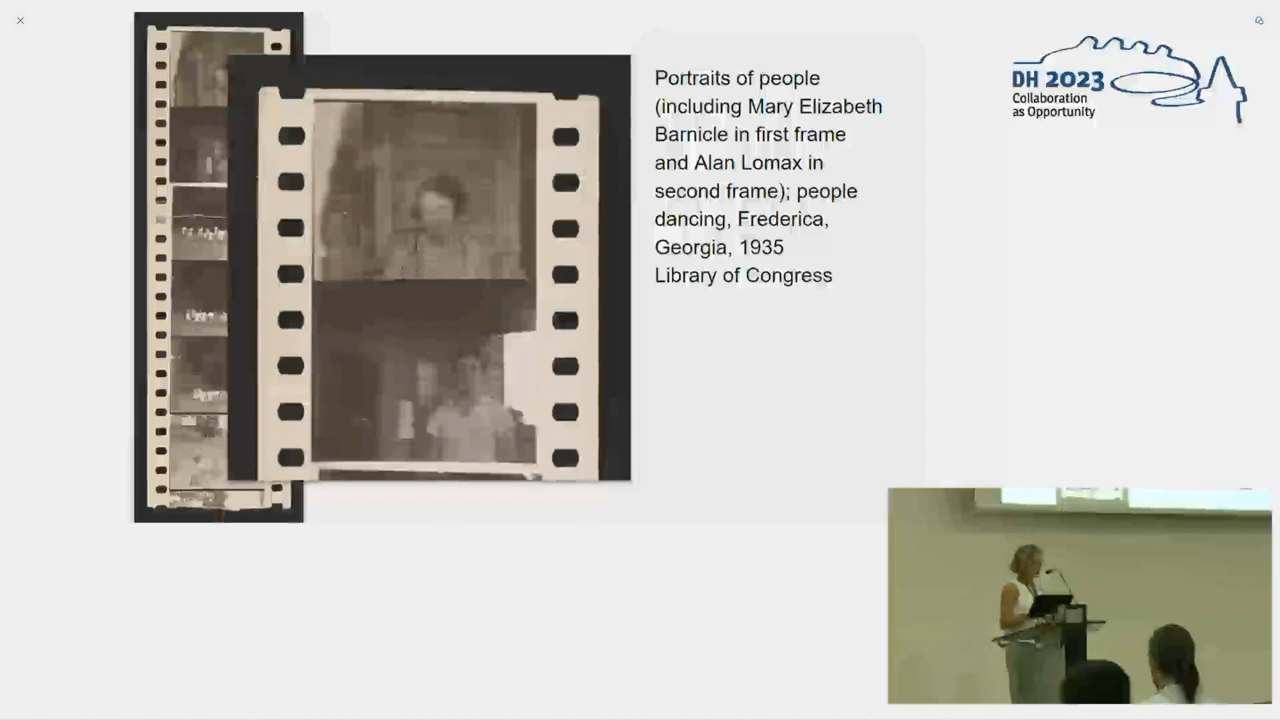 Portraits of people
(including Mary Elizabeth
Barnicle in first frame
and Alan Lomax in
second frame); people
dancing, Frederica,
Georgia, 1935
Library of Congress
DH 2023
Collaboration
as Opportunity